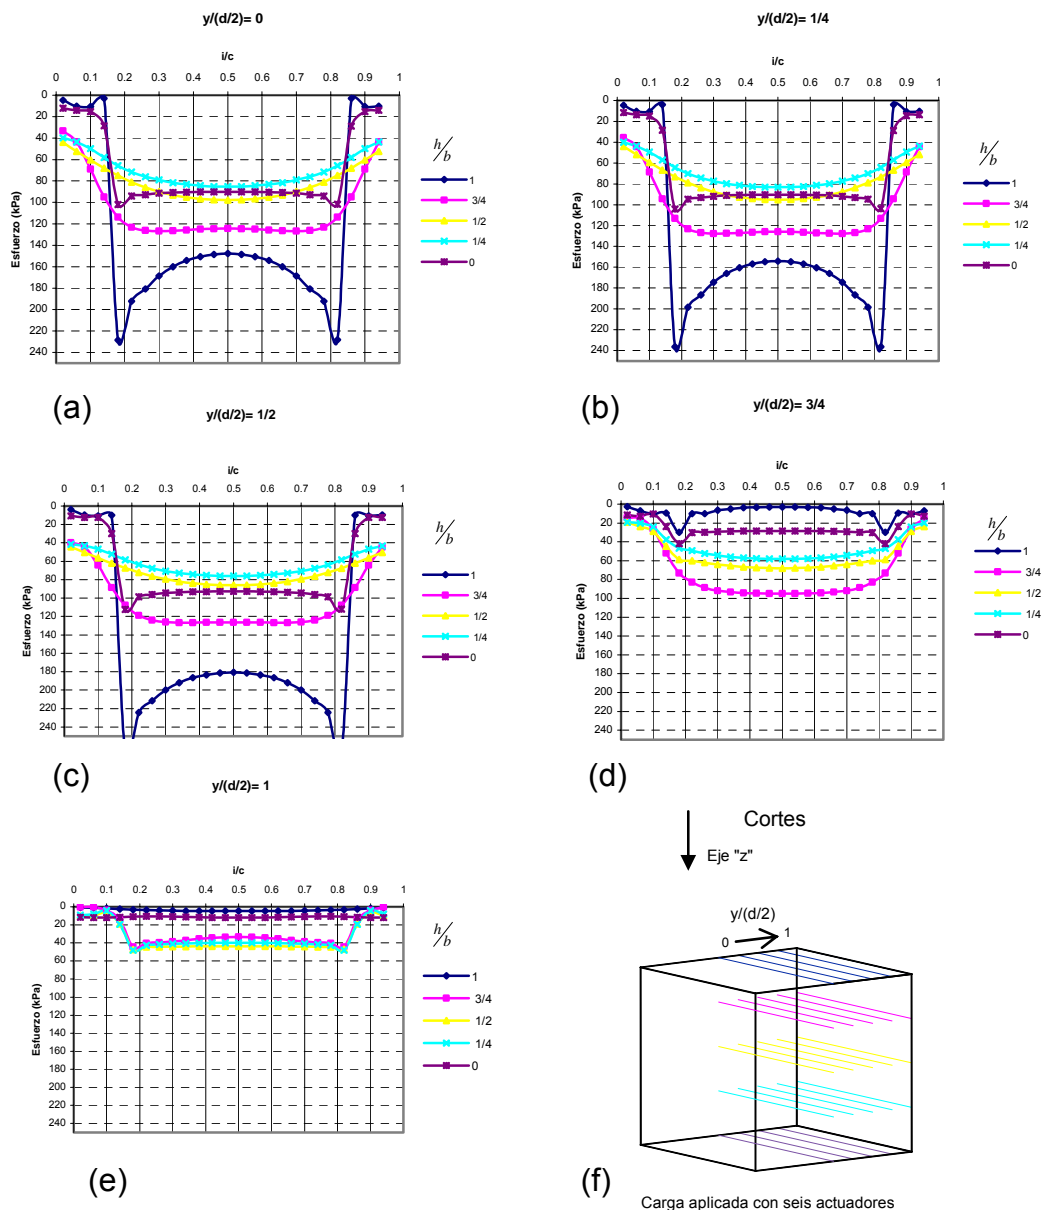 y/(d/2)= 0
i/c
0 0.1 0.2 0.3 0.4 0.5 0.6 0.7 0.8 0.9 1
0
20
40
60
80
100
120
140
160
180
200
220
240
Esfuerzo (kPa)
h/b
1
3/4
1/2
1/4
0
(a)
y/(d/2)= 1/4
i/c
0 0.1 0.2 0.3 0.4 0.5 0.6 0.7 0.8 0.9 1
0
20
40
60
80
100
120
140
160
180
200
220
240
Esfuerzo (kPa)
h/b
1
3/4
1/2
1/4
0
(b)
y/(d/2)= 1/2
i/c
0 0.1 0.2 0.3 0.4 0.5 0.6 0.7 0.8 0.9 1
0
20
40
60
80
100
120
140
160
180
200
220
240
Esfuerzo (kPa)
h/b
1
3/4
1/2
1/4
0
(c)
y/(d/2)= 3/4
i/c
0 0.1 0.2 0.3 0.4 0.5 0.6 0.7 0.8 0.9 1
0
20
40
60
80
100
120
140
160
180
200
220
240
Esfuerzo (kPa)
h/b
1
3/4
1/2
1/4
0
(d)
y/(d/2)= 1
i/c
0 0.1 0.2 0.3 0.4 0.5 0.6 0.7 0.8 0.9 1
0
20
40
60
80
100
120
140
160
180
200
220
240
Esfuerzo (kPa)
h/b
1
3/4
1/2
1/4
0
(e)
Cortes
Eje "z"
y/(d/2)
0 1
(f)
Carga aplicada con seis actuadores